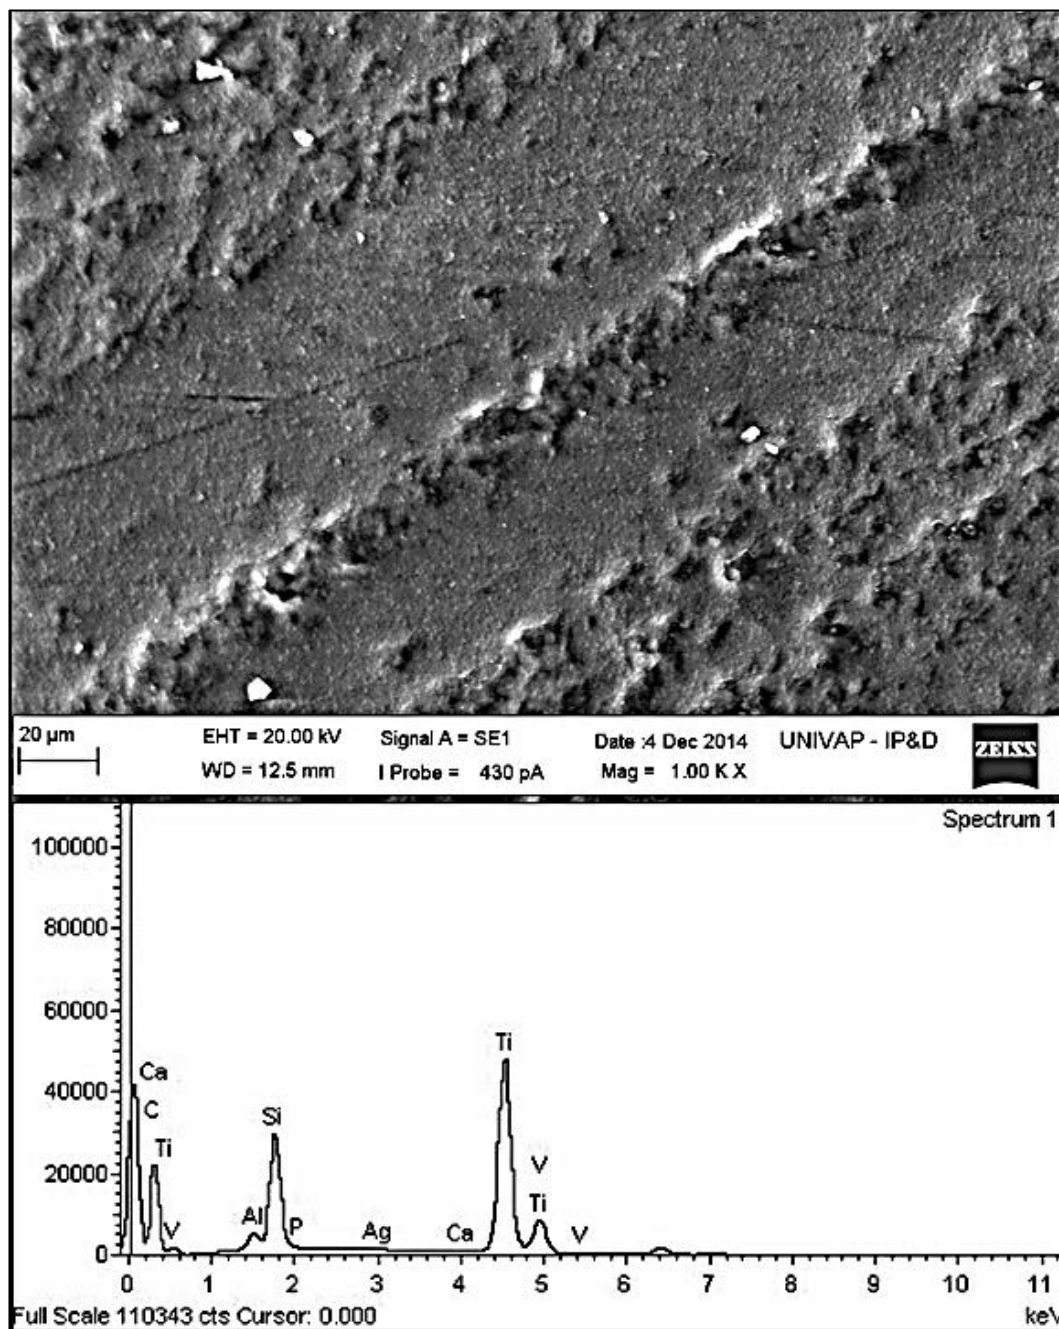 20 µm
EHT = 20.00 kV Signal A = SE1 Date :4 Dec 2014 UNIVAP - IP&D
WD = 12.5 mm I Probe = 430 pA Mag = 1.00 K X
ZEISS
Spectrum 1
100000
80000
60000
40000
20000
0
Ca
C
Ti
V
Al
Si
P
Ag
Ca
Ti
V
Ti
V
0 1 2 3 4 5 6 7 8 9 10 11
Full Scale 110343 cts Cursor: 0.000 keV